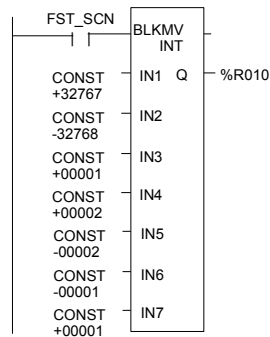 FST_SCN
BLKMV
INT
CONST
+32767
IN1 Q %R010
CONST
-32768
IN2
CONST
+00001
IN3
CONST
+00002
IN4
CONST
-00002
IN5
CONST
-00001
IN6
CONST
+00001
IN7